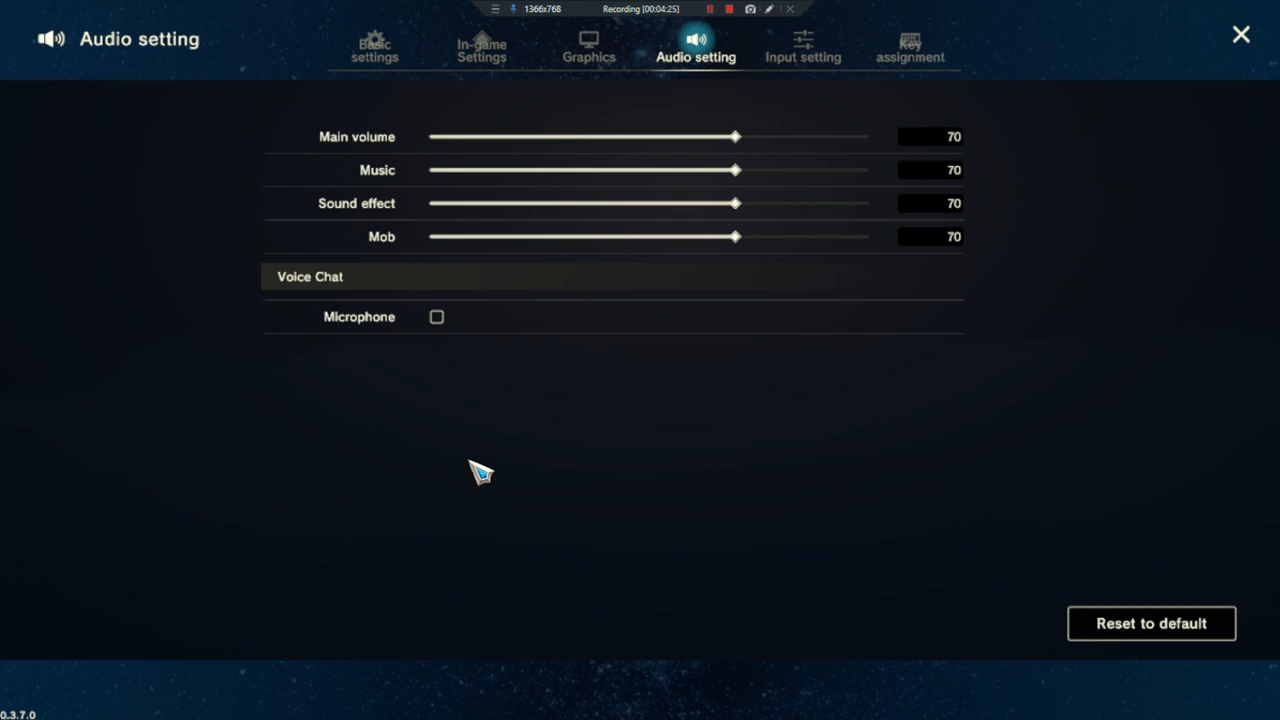 1366x768 Recording [00:04:25]
Audio setting
Basic settings
In-game Settings
Graphics
Audio setting
Input setting
Key assignment
Main volume 70
Music 70
Sound effect 70
Mob 70
Voice Chat
Microphone
Reset to default
0.3.7.0